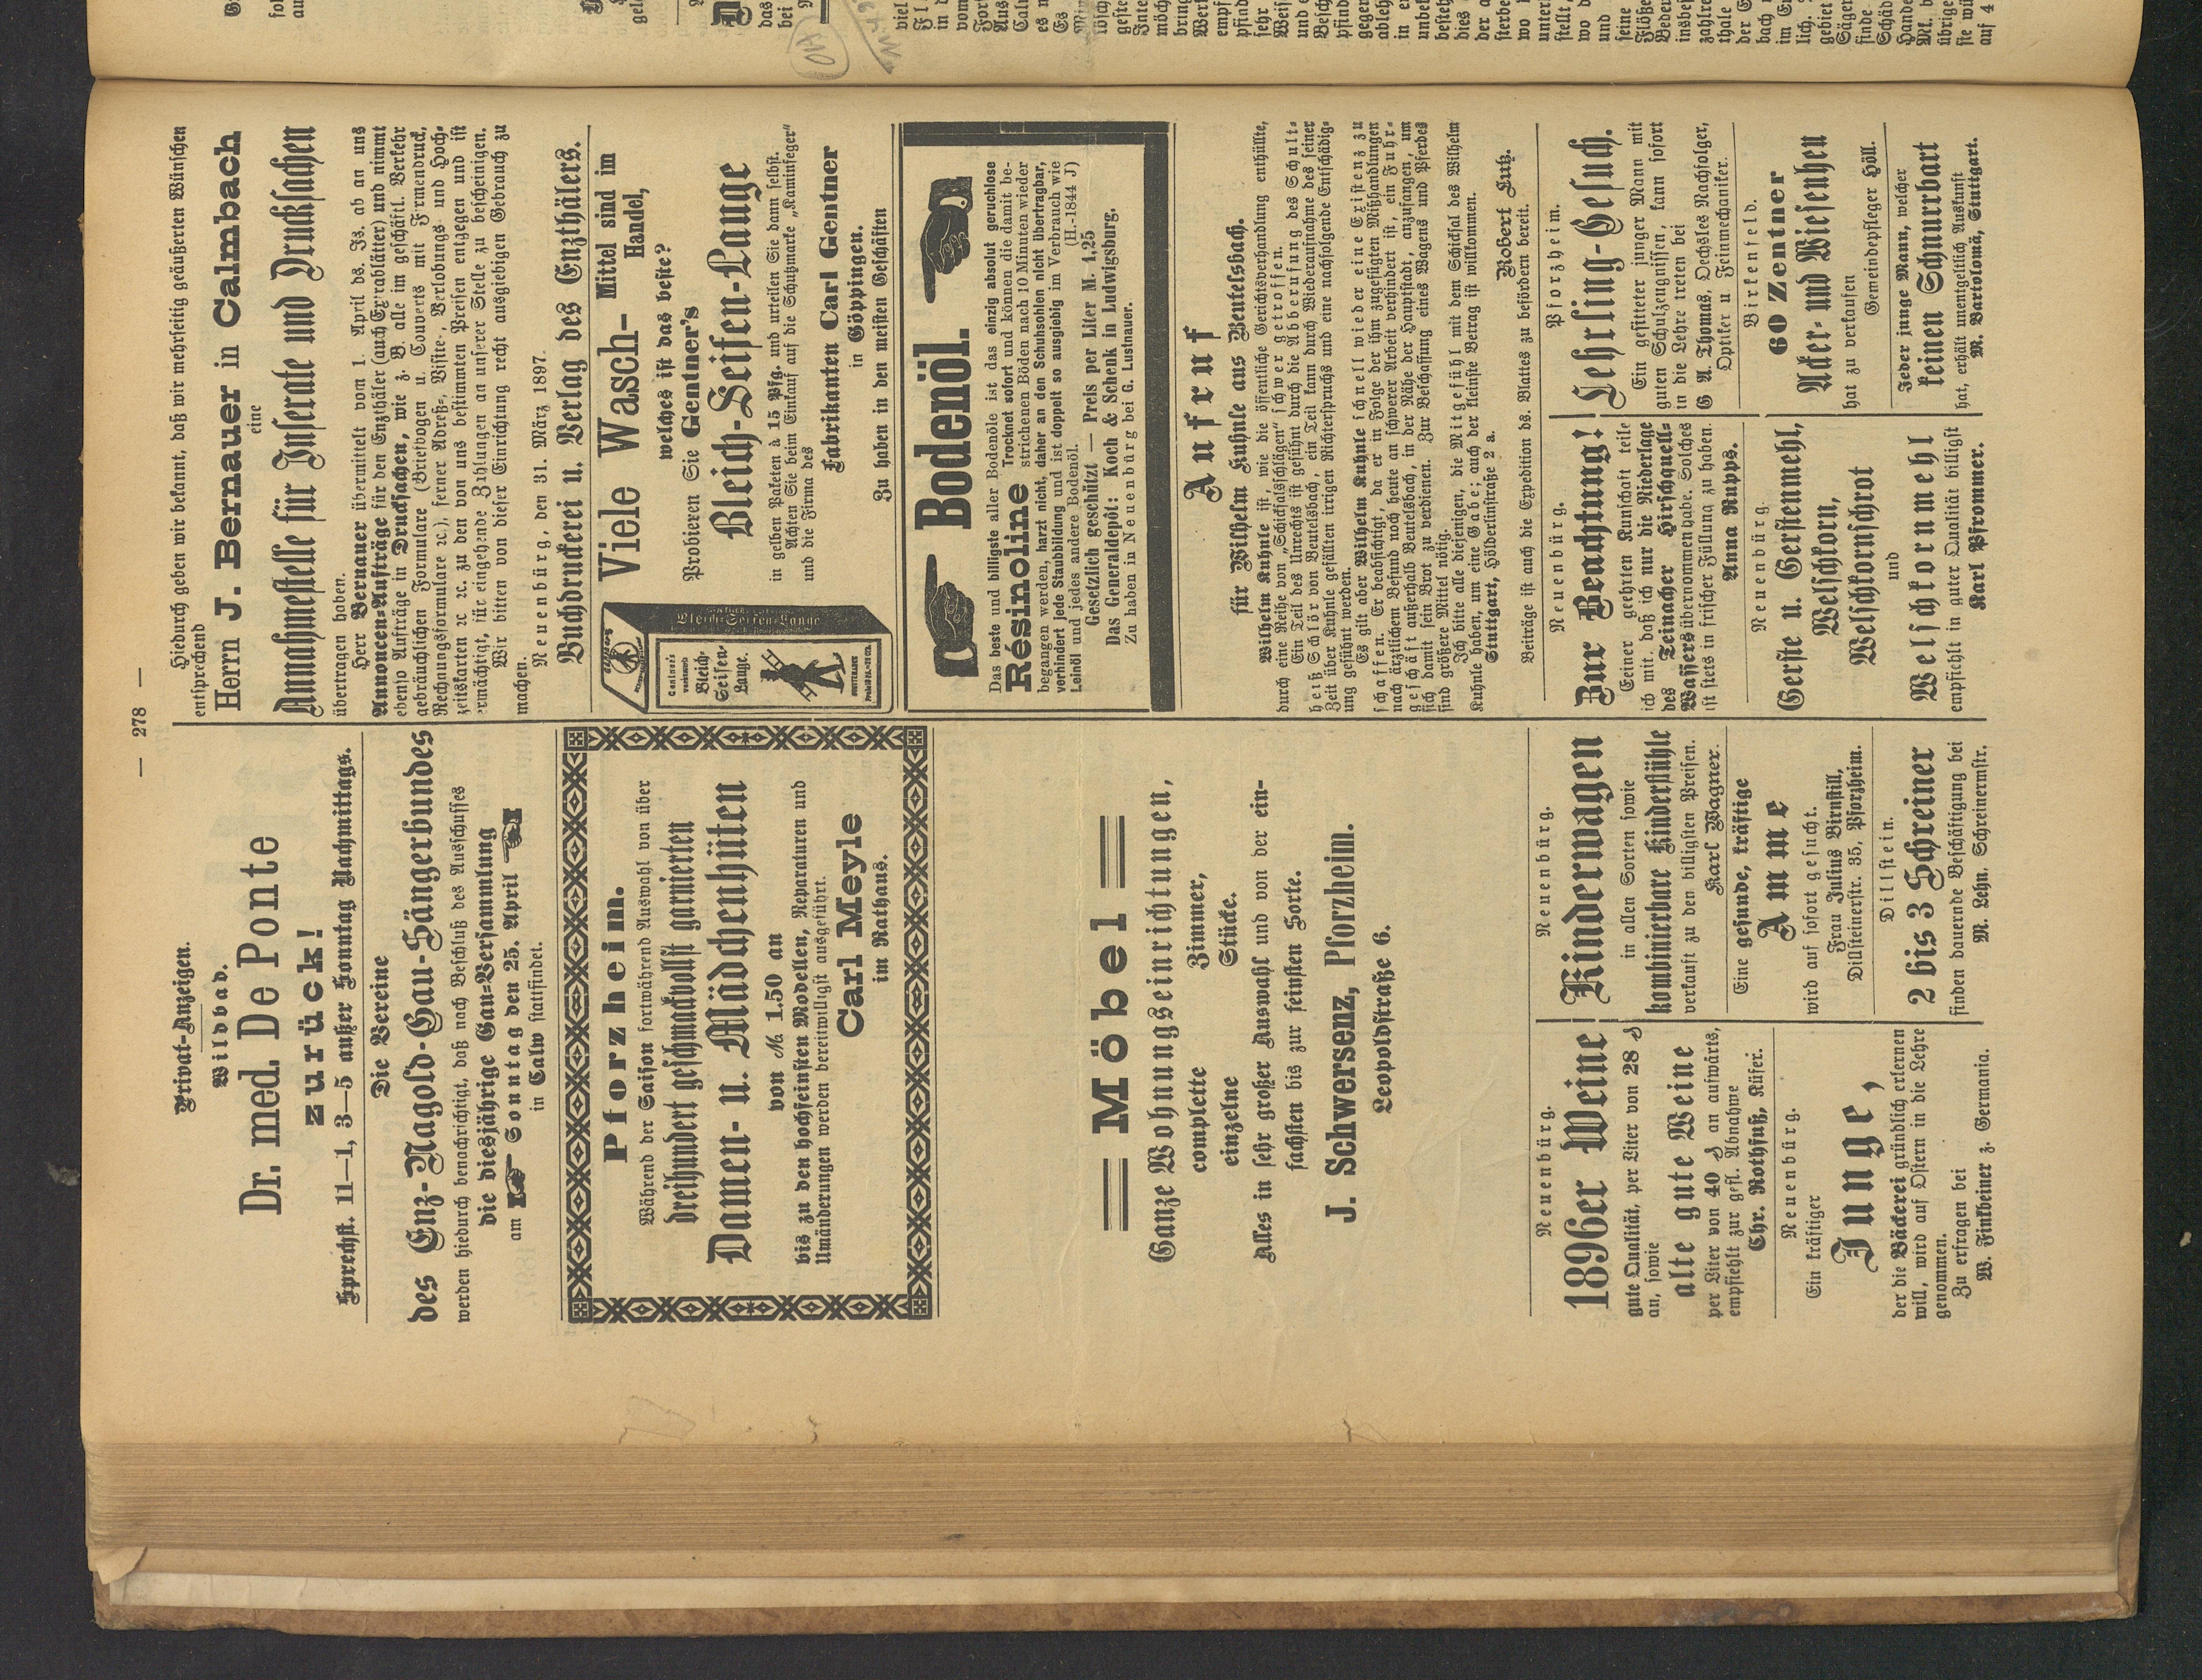 — 278 —
Privat-Anzeigen.
Wildbad.
Dr. med. De Ponte
zurück!
Sprechst. 11—1, 3—5 außer Sonntag Nachmittags.
Die Vereine
des Enz-Nagold-Gau-Sängerbundes
werden hiedurch benachrichtigt, daß nach Beschluß des Ausschusses
die diesjährige Gau-Versammlung
am Sonntag den 25. April
in Calw stattfindet.
Pforzheim.
Während der Saison fortwährend Auswahl von über
dreihundert geschmakvollst garnierten
Damen- u. Mädchenhüten
von M 1.50 an
bis zu den hochfeinsten Modellen, Reparaturen und
Umänderungen werden bereitwilligst ausgeführt.
Carl Meyle
im Rathaus.
Möbel
Ganze Wohnungseinrichtungen,
complette Zimmer,
einzelne Stücke.
Alles in sehr großer Auswahl und von der ein-
fachsten bis zur feinsten Sorte.
J. Schwersenz, Pforzheim.
Leopoldstraße 6.
Neuenbürg.
1896er Weine
gute Qualität, per Liter von 28 ₰
an, sowie
alte gute Weine
per Liter von 40 ₰ an aufwärts,
empfiehlt zur gefl. Abnahme
Chr. Rothfuß, Küfer.
Neuenbürg.
Ein kräftiger
Junge,
der die Bäckerei gründlich erlernen
will, wird auf Ostern in die Lehre
genommen.
Zu erfragen bei
W. Finkbeiner z. Germania.
Neuenbürg.
Kinderwagen
in allen Sorten sowie
kombinierbare Kinderstühle
verkauft zu den billigsten Preisen.
Karl Wagner.
Eine gesunde, kräftige
Amme
wird auf sofort gesucht.
Frau Julius Birnstill,
Dillsteinerstr. 35, Pforzheim.
Dillstein.
2 bis 3 Schreiner
finden dauernde Beschäftigung bei
M. Lehn. Schreinermstr.
Hiedurch geben wir bekannt, daß wir mehrseitig geäußerten Wünschen
entsprechend
Herrn J. Bernauer in Calmbach
eine
Annahmestelle für Inserate und Drucksachen
übertragen haben.
Herr Bernauer übermittelt vom 1. April ds. Js. ab an uns
Annoncen-Aufträge für den Enzthäler (auch Extrablätter) und nimmt
ebenso Aufträge in Drucksachen, wie z. B. alle im geschäftl. Verkehr
gebräuchlichen Formulare (Briefbogen u. Couverts mit Firmendruck,
Rechnungsformulare ꝛc.), ferner Adreß-, Visite-, Verlobungs und Hoch-
zeitskarten ꝛc ꝛc. zu den von uns bestimmten Preisen entgegen und ist
ermächtigt, für eingehende Zahlungen an unserer Stelle zu bescheinigen.
Wir bitten von dieser Einrichtung recht ausgiebigen Gebrauch zu
machen.
Neuenbürg, den 31. März 1897.
Buchdruckerei u. Verlag des Enzthälers.
Gentner's
Bleich-
Seifen-
Lauge.
Bleich-Seifen-Lauge
Viele Wasch- Mittel sind im
Handel,
welches ist das beste?
Probieren Sie Gentner's
Bleich-Seifen-Lauge
in gelben Paketen à 15 Pfg. und urteilen Sie dann selbst.
Achten Sie beim Einkauf auf die Schutzmarke „Kaminfeger"
und die Firma des
Fabrikanten Carl Gentner
in Göppingen.
Zu haben in den meisten Geschäften
Bodenöl.
Das beste und billigste aller Bodenöle ist das einzig absolut geruchlose
Résinoline Trocknet sofort und können die damit be-
strichenen Böden nach 10 Minuten wieder
begangen werden, harzt nicht, daher an den Schuhsohlen nicht übertragbar,
verhindert jede Staubbildung und ist doppelt so ausgiebig im Verbrauch wie
Leinöl und jedes andere Bodenöl. (H.-1844 J)
Gesetzlich geschützt — Preis per Liter M. 1,25
Das Generaldepôt: Koch & Schenk in Ludwigsburg.
Zu haben in Neuenbürg bei G. Lustnauer.
Aufruf
für Wilhelm Kuhnle aus Beutelsbach.
Wilhelm Kuhnle ist, wie die öffentliche Gerichtsverhandlung enthüllte,
durch eine Reihe von „Schicksalsschlägen" schwer getroffen.
Ein Teil des Unrechts ist gesühnt durch die Abberufung des Schult-
heiß Schlör von Beutelsbach, ein Teil kann durch Wiederaufnahme des seiner
Zeit über Kuhnle gefällten irrigen Richterspruchs und eine nachfolgende Entschädig-
ung gesühnt werden.
Es gilt aber Wilhelm Kuhnle schnell wieder eine Existenz zu
schaffen. Er beabsichtigt, da er in Folge der ihm zugefügten Mißhandlungen
nach ärztlichem Befund noch heute an schwerer Arbeit verhindert ist, ein Fuhr-
geschäft außerhalb Beutelsbach, in der Nähe der Hauptstadt, anzufangen, um
sich damit sein Brot zu verdienen. Zur Beschaffung eines Wagens und Pferdes
sind größere Mittel nötig.
Ich bitte alle diejenigen, die Mitgefühl mit dem Schicksal des Wilhelm
Kuhnle haben, um eine Gabe; auch der kleinste Betrag ist willkommen.
Stuttgart, Hölderlinstraße 2 a. Robert Lutz.
Beiträge ist auch die Expedition ds. Blattes zu befördern bereit.
Neuenbürg.
Zur Beachtung!
Seiner geehrten Kunschaft teile
ich mit, daß ich nur die Niederlage
des Teinacher Hirschquell-
Wassers übernommen habe. Solches
ist stets in frischer Füllung zu haben.
Anna Rupps.
Neuenbürg.
Gerste u. Gerstenmehl,
Welschkorn,
Welschkornschrot
und
Welschkornmehl
empfiehlt in guter Qualität billigst
Karl Pfrommer.
Pforzheim.
Lehrling-Gesuch.
Ein gesitteter junger Mann mit
guten Schulzeugnissen, kann sofort
in die Lehre treten bei
G A. Thomas, Oechsles Nachfolger,
Optiker u Feinmechaniker.
Birkenfeld.
60 Zentner
Acker- und Wiesenheu
hat zu verkaufen
Gemeindepfleger Höll.
Jeder junge Mann, welcher
keinen Schnurrbart
hat, erhält unentgeltlich Auskunft
M. Bartolomä, Stuttgart.